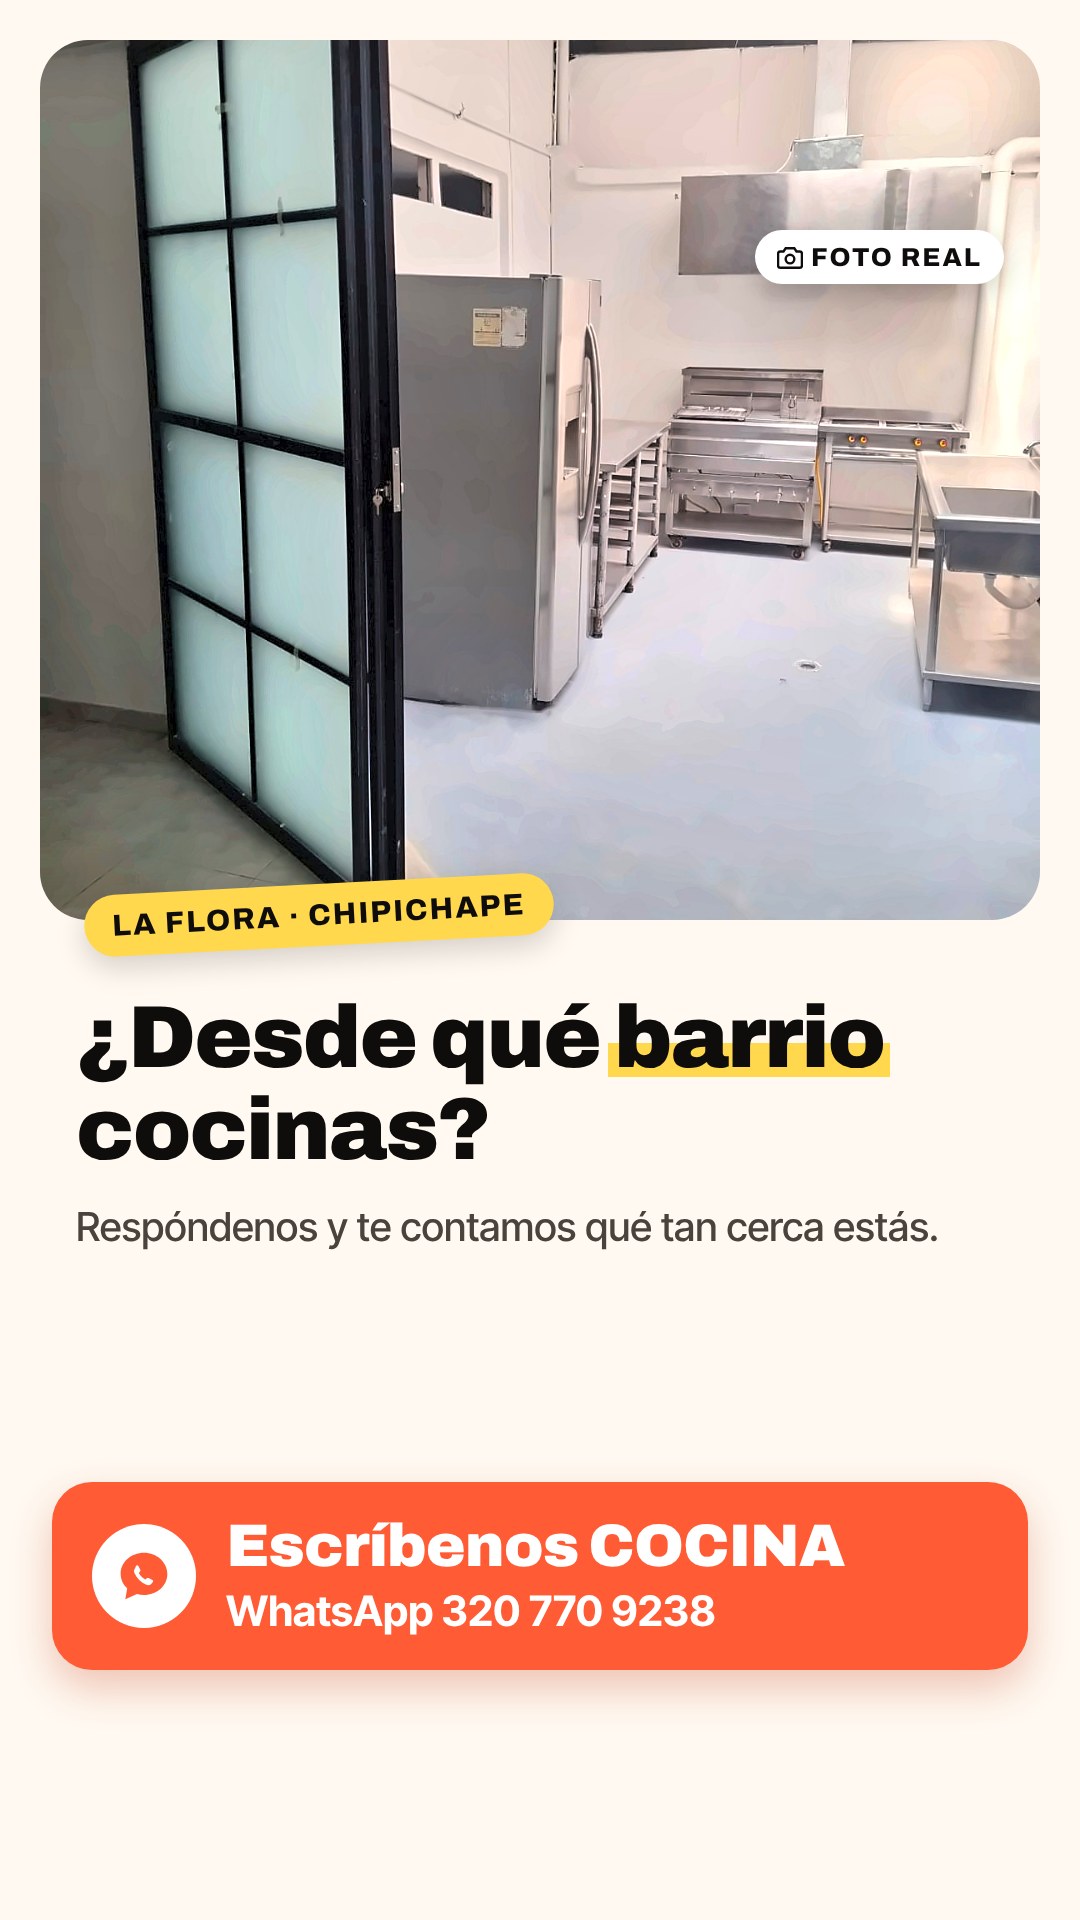 FOTO REAL
LA FLORA · CHIPICHAPE
¿Desde qué barrio
cocinas?
Respóndenos y te contamos qué tan cerca estás.
Escríbenos COCINA
WhatsApp 320 770 9238